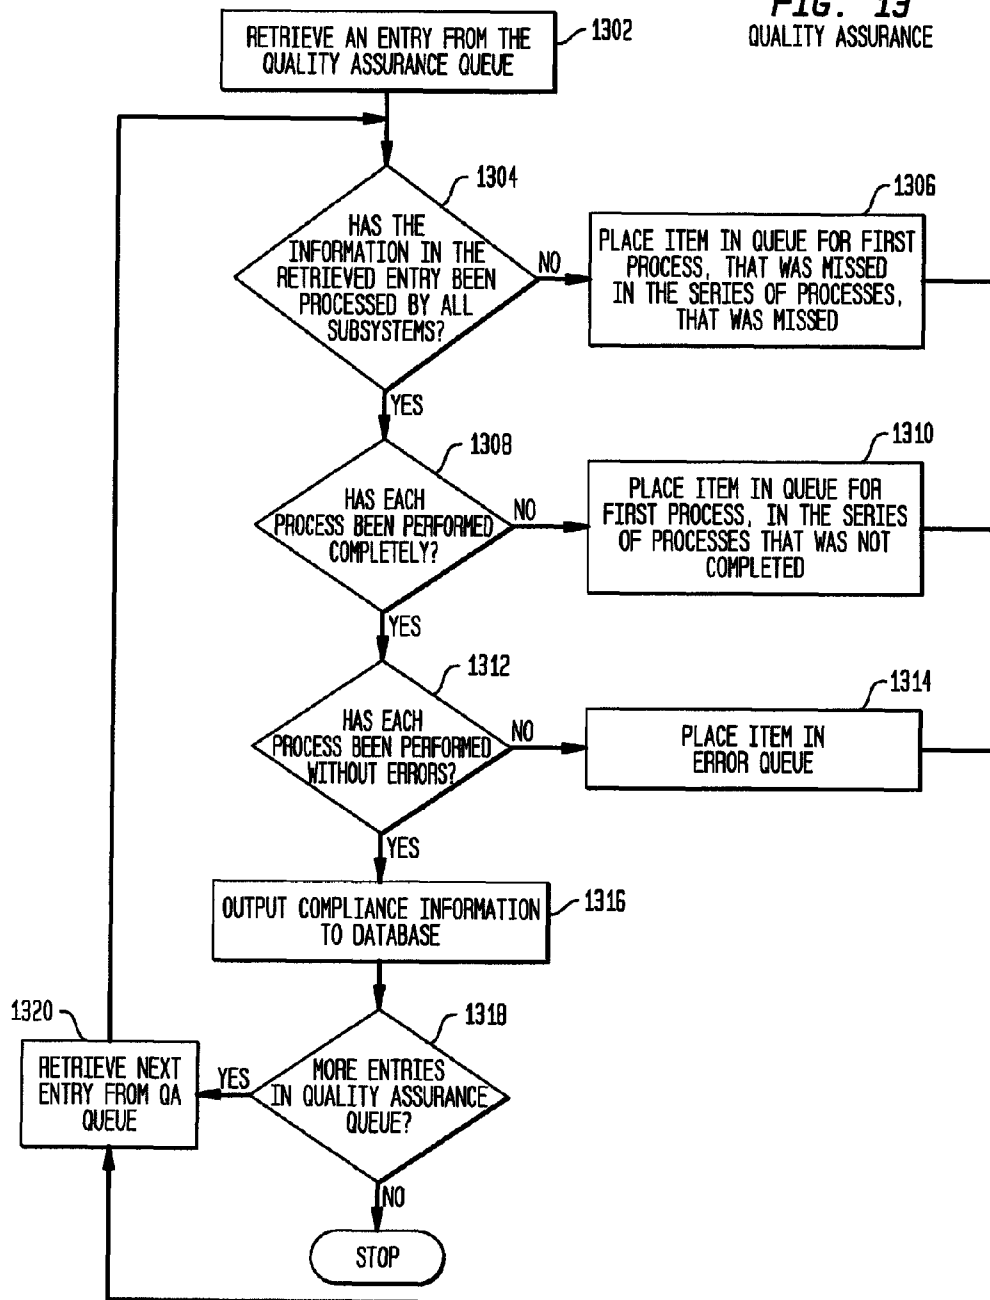 FIG. 13
QUALITY ASSURANCE
RETRIEVE AN ENTRY FROM THE
QUALITY ASSURANCE QUEUE
1302
1304
HAS THE
INFORMATION IN THE
RETRIEVED ENTRY BEEN
PROCESSED BY ALL
SUBSYSTEMS?
NO
1306
PLACE ITEM IN QUEUE FOR FIRST
PROCESS, THAT WAS MISSED
IN THE SERIES OF PROCESSES,
THAT WAS MISSED
YES
1308
HAS EACH
PROCESS BEEN PERFORMED
COMPLETELY?
NO
1310
PLACE ITEM IN QUEUE FOR
FIRST PROCESS, IN THE SERIES
OF PROCESSES THAT WAS NOT
COMPLETED
YES
1312
HAS EACH
PROCESS BEEN PERFORMED
WITHOUT ERRORS?
NO
1314
PLACE ITEM IN
ERROR QUEUE
YES
OUTPUT COMPLIANCE INFORMATION
TO DATABASE
1316
1318
MORE ENTRIES
IN QUALITY ASSURANCE
QUEUE?
YES
1320
RETRIEVE NEXT
ENTRY FROM QA
QUEUE
NO
STOP